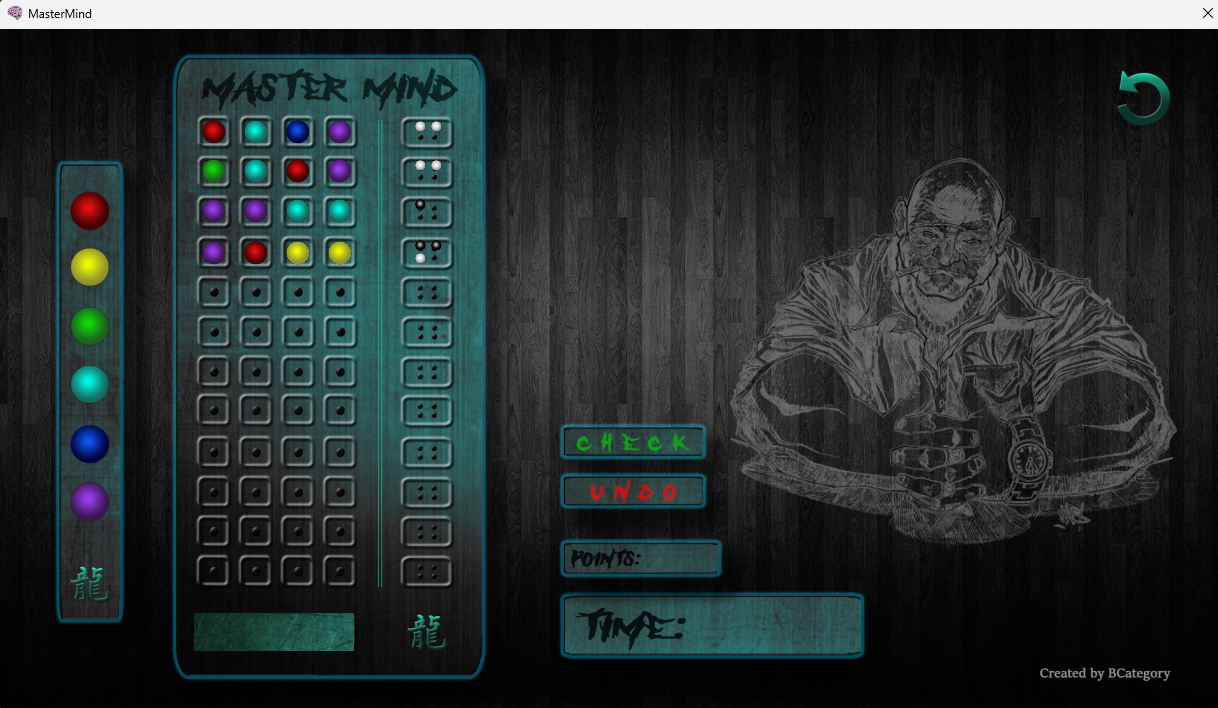 MasterMind
MASTER MIND
龍
CHECK
UNDO
POINTS:
TIME:
龍
Created by BCategory